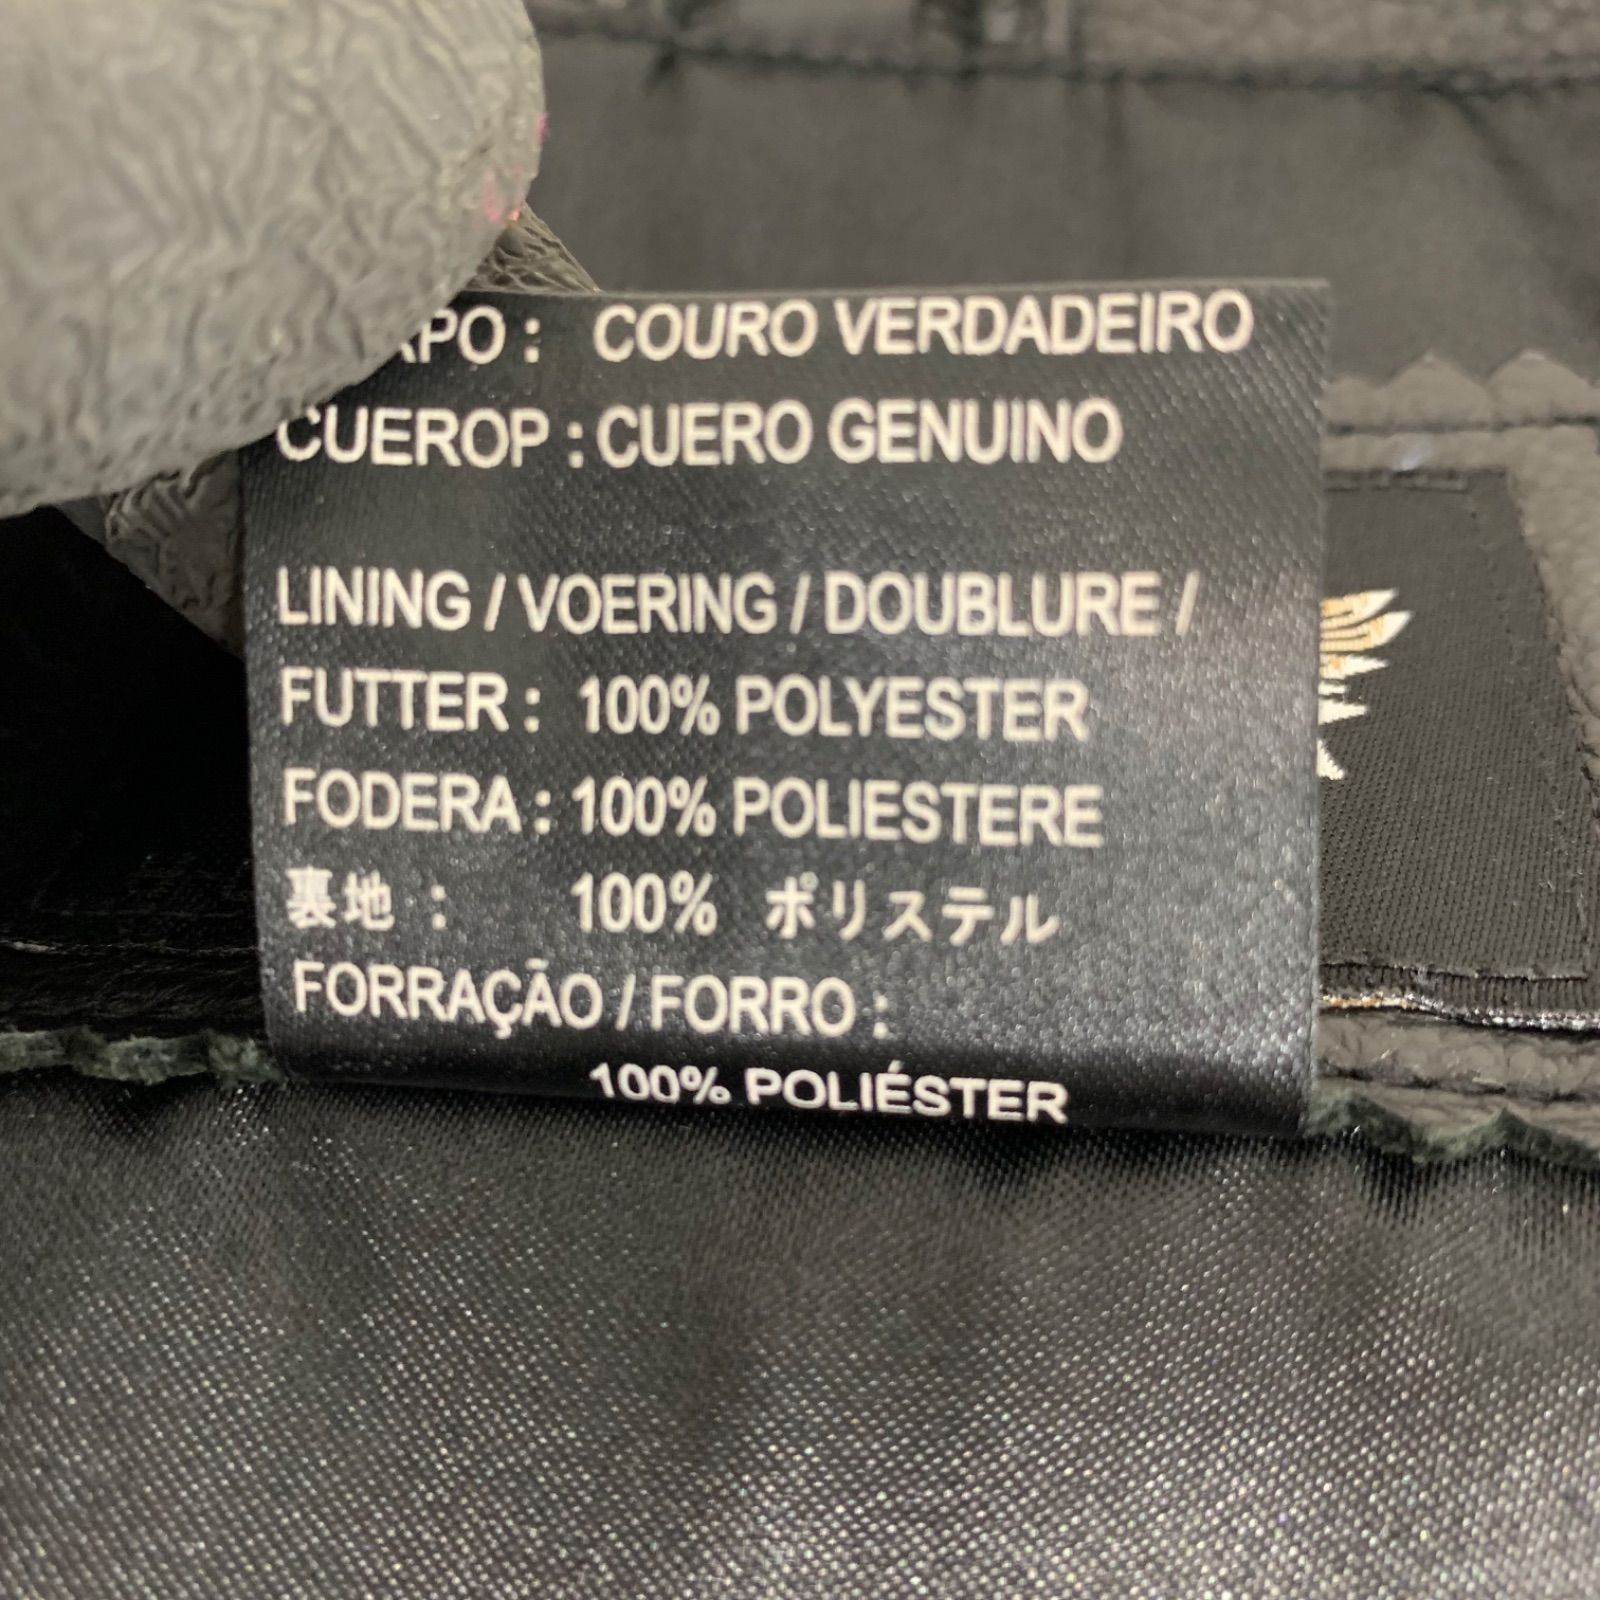 COURO VERDADEIRO
CUEROP : CUERO GENUINO
LINING / VOERING / DOUBLURE /
FUTTER : 100% POLYESTER
FODERA : 100% POLIESTERE
裏地 : 100% ポリステル
FORRAÇÃO / FORRO :
100% POLIÉSTER